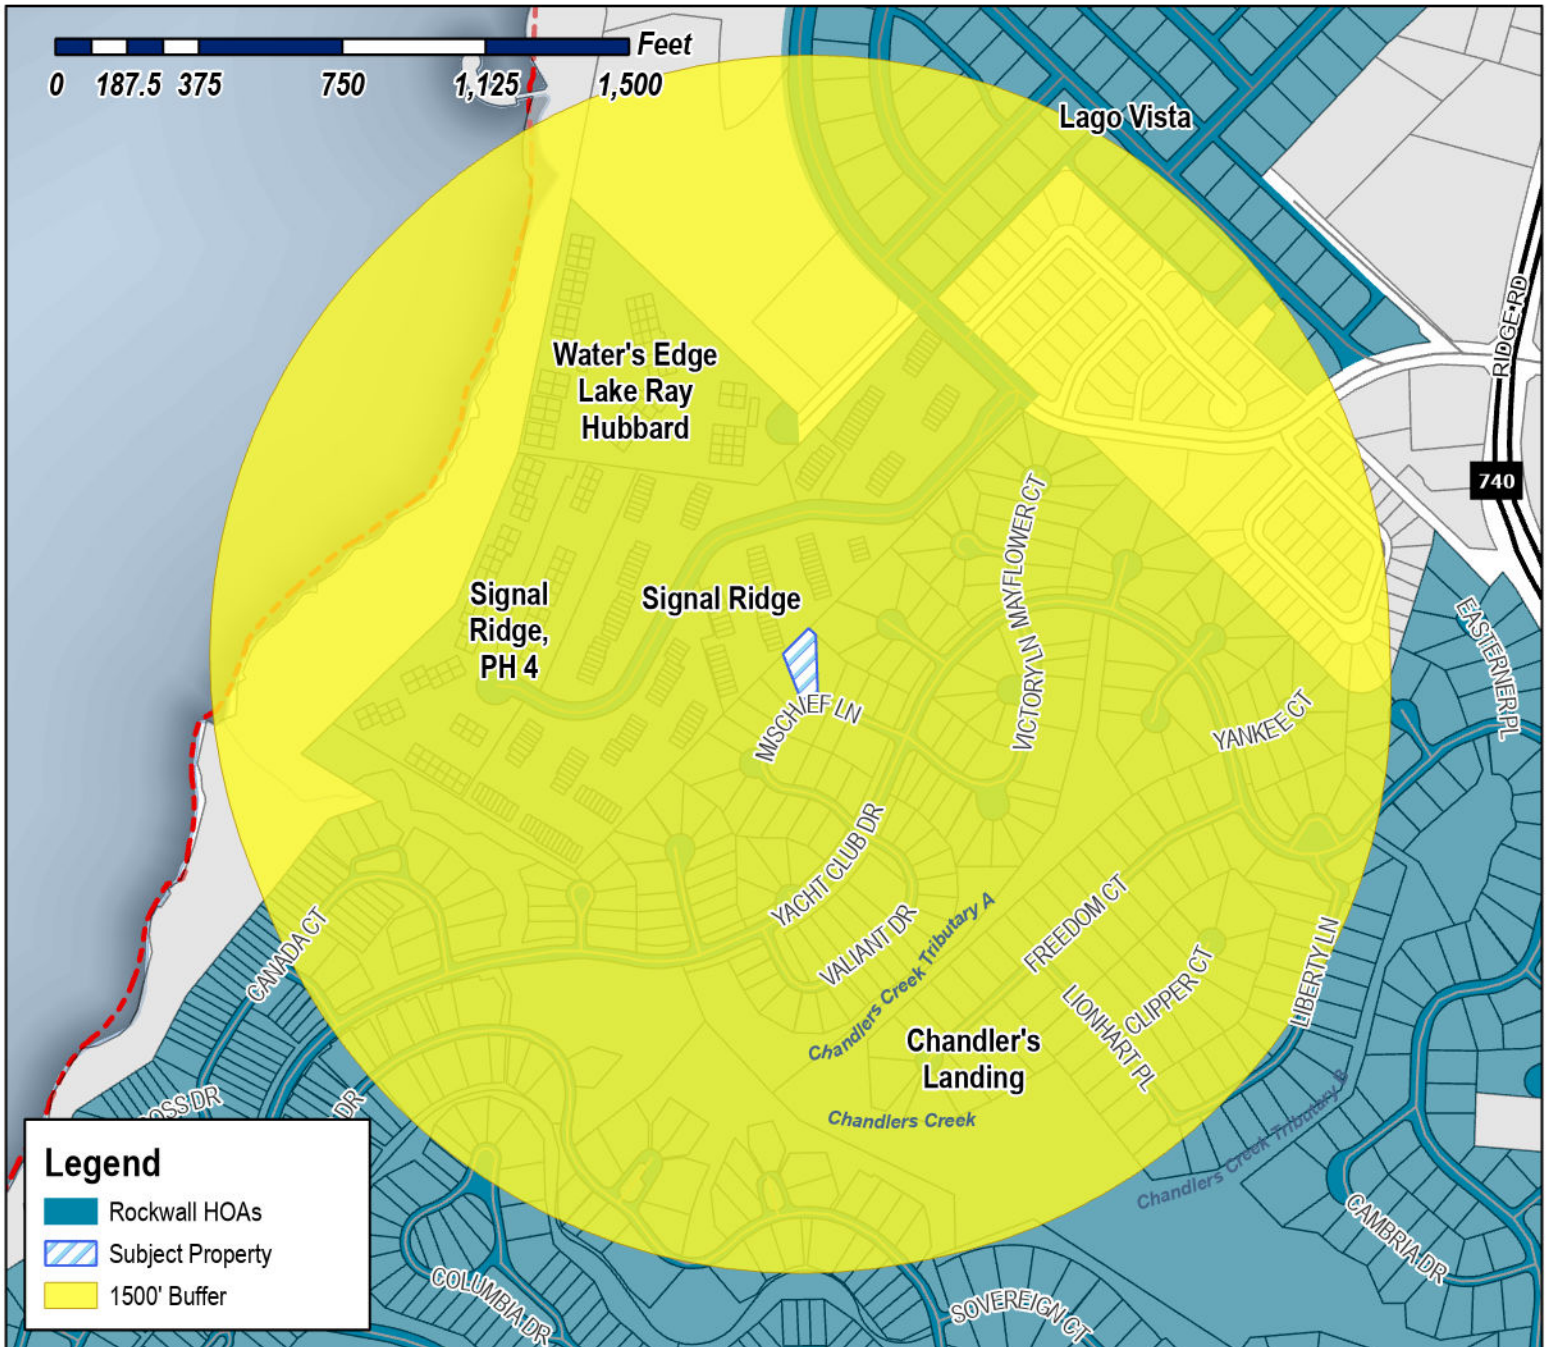 Feet
0 187.5 375 750 1,125 1,500
Lago Vista
RIDGE RD
Water's Edge
Lake Ray
Hubbard
740
MAYFLOWER CT
Signal
Ridge,
PH 4
Signal Ridge
EASTERNER PL
VICTORY LN
MISCHIEF LN
YANKEE CT
YACHT CLUB DR
VALIANT DR
Chandlers Creek Tributary A
FREEDOM CT
CANADA CT
CLIPPER CT
LIBERTY LN
LIONHART PL
Chandler's
Landing
Chandlers Creek
Chandlers Creek Tributary B
OSS DR
DR
CAMBRIA DR
COLUMBIA DR
SOVEREIGN CT
Legend
Rockwall HOAs
Subject Property
1500' Buffer